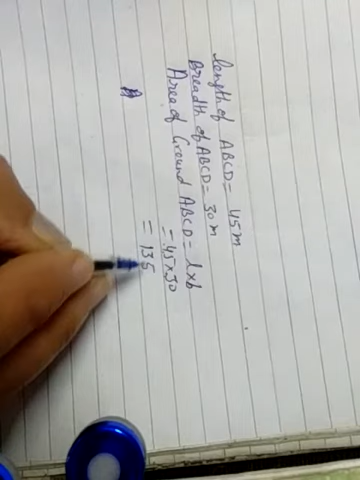 length of ABCD = 45m
Breadth of ABCD = 30m
Area of Ground ABCD = l×b
= 45×30
= 135